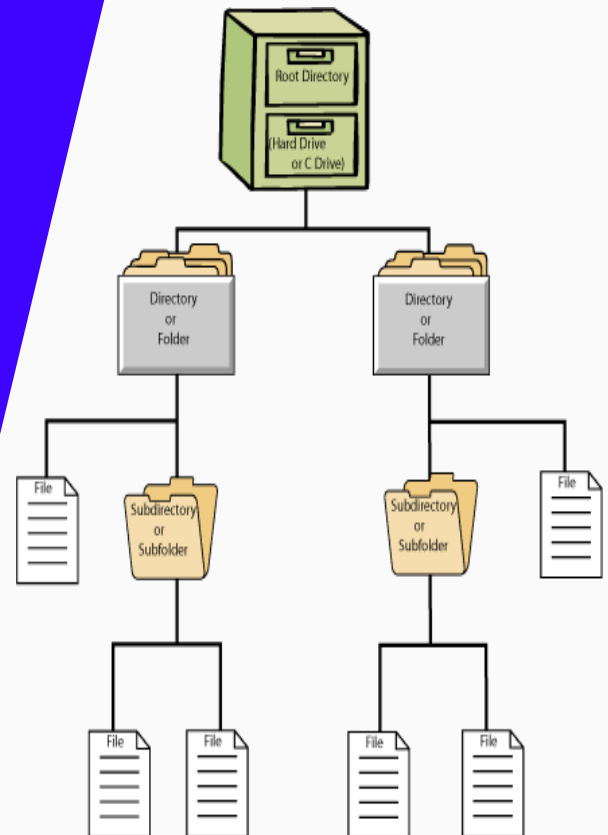 Root Directory
(Hard Drive
or C Drive)
Directory
or
Folder
Directory
or
Folder
File
Subdirectory
or
Subfolder
Subdirectory
or
Subfolder
File
File
File
File
File